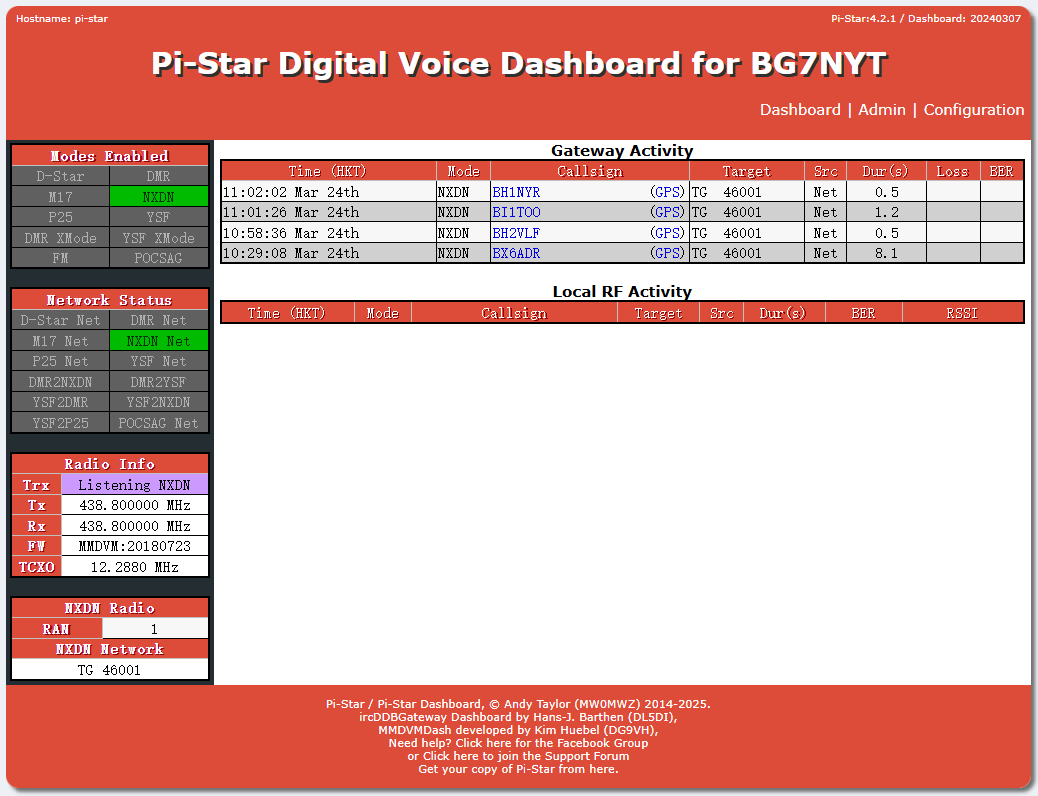 Hostname: pi-star Pi-Star:4.2.1 / Dashboard: 20240307
Pi-Star Digital Voice Dashboard for BG7NYT
Dashboard | Admin | Configuration
Modes Enabled
D-Star DMR
M17 NXDN
P25 YSF
DMR XMode YSF XMode
FM POCSAG
Network Status
D-Star Net DMR Net
M17 Net NXDN Net
P25 Net YSF Net
DMR2NXDN DMR2YSF
YSF2DMR YSF2NXDN
YSF2P25 POCSAG Net
Radio Info
Trx Listening NXDN
Tx 438.800000 MHz
Rx 438.800000 MHz
FW MMDVM:20180723
TCXO 12.2880 MHz
NXDN Radio
RAN 1
NXDN Network
TG 46001
Gateway Activity
Time (HKT) Mode Callsign Target Src Dur(s) Loss BER
11:02:02 Mar 24th NXDN BH1NYR (GPS) TG 46001 Net 0.5
11:01:26 Mar 24th NXDN BI1TOO (GPS) TG 46001 Net 1.2
10:58:36 Mar 24th NXDN BH2VLF (GPS) TG 46001 Net 0.5
10:29:08 Mar 24th NXDN BX6ADR (GPS) TG 46001 Net 8.1
Local RF Activity
Time (HKT) Mode Callsign Target Src Dur(s) BER RSSI
Pi-Star / Pi-Star Dashboard, © Andy Taylor (MW0MWZ) 2014-2025.
ircDDBGateway Dashboard by Hans-J. Barthen (DL5DI),
MMDVMDash developed by Kim Huebel (DG9VH),
Need help? Click here for the Facebook Group
or Click here to join the Support Forum
Get your copy of Pi-Star from here.